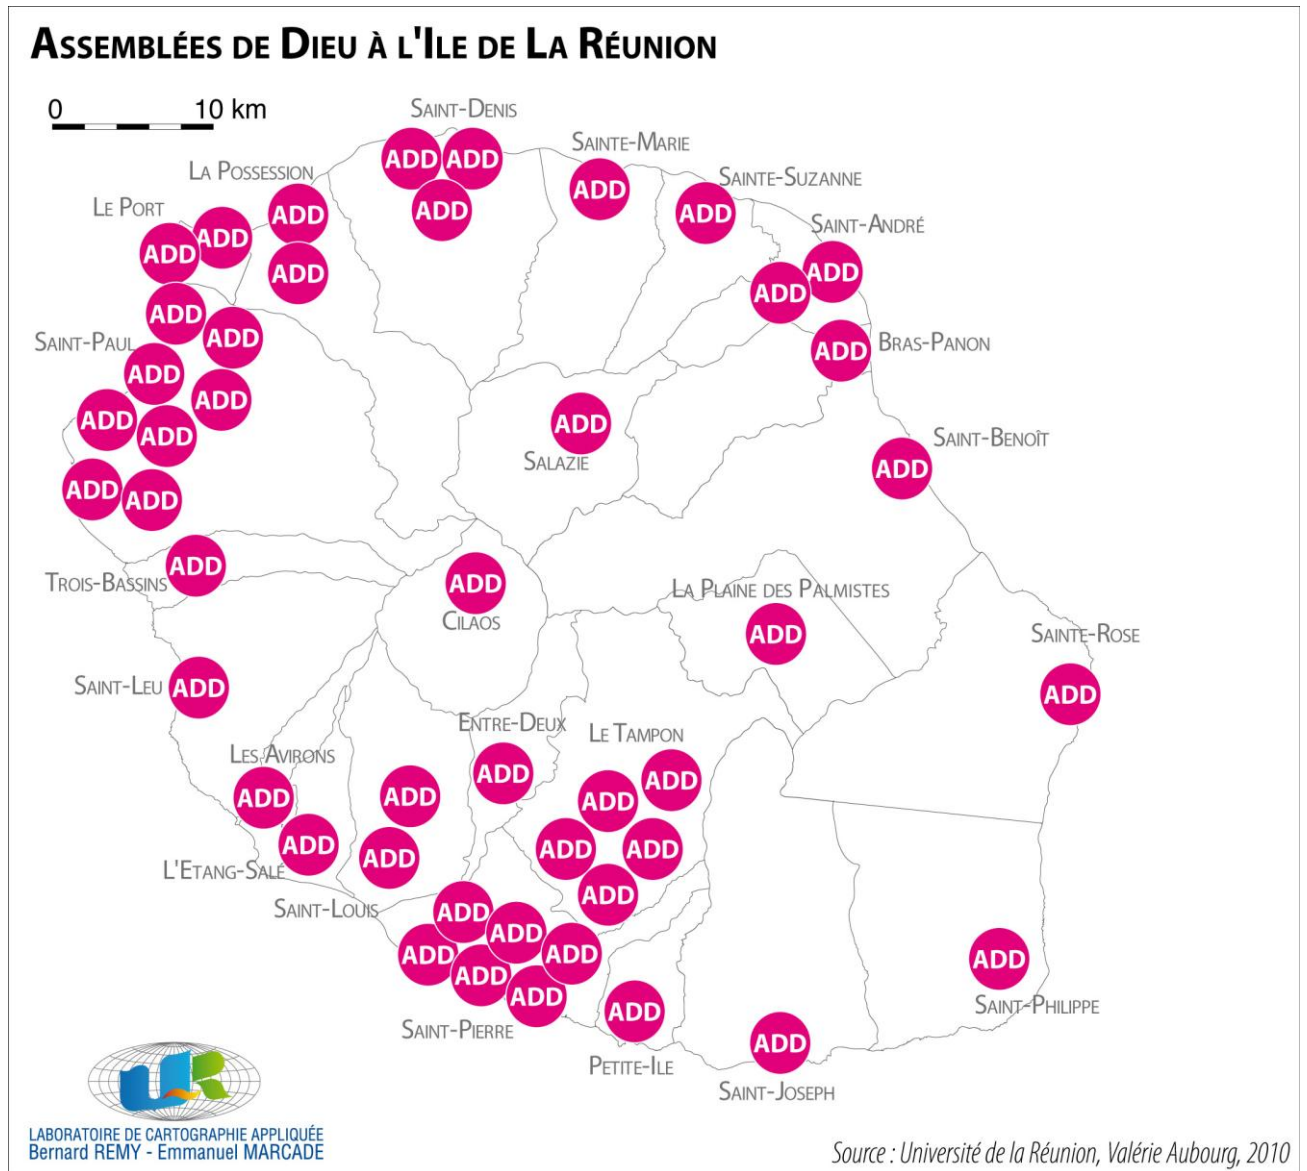 ASSEMBLÉES DE DIEU À L'ILE DE LA RÉUNION
0 10 km
SAINT-DENIS
ADD ADD
ADD
SAINTE-MARIE
ADD
SAINTE-SUZANNE
ADD
LA POSSESSION
ADD
ADD
LE PORT
ADD
ADD
SAINT-ANDRÉ
ADD
ADD
SAINT-PAUL
ADD
ADD
ADD
ADD
ADD
ADD
ADD
ADD
BRAS-PANON
ADD
SALAZIE
ADD
SAINT-BENOÎT
ADD
TROIS-BASSINS
ADD
CILAOS
ADD
LA PLAINE DES PALMISTES
ADD
SAINTE-ROSE
ADD
SAINT-LEU
ADD
LES AVIRONS
ADD
L'ETANG-SALÉ
ADD
SAINT-LOUIS
ADD
ADD
ENTRE-DEUX
ADD
LE TAMPON
ADD
ADD
ADD
ADD
ADD
SAINT-PIERRE
ADD
ADD
ADD
ADD
ADD
ADD
PETITE-ILE
ADD
SAINT-JOSEPH
ADD
SAINT-PHILIPPE
ADD
UR
LABORATOIRE DE CARTOGRAPHIE APPLIQUÉE
Bernard REMY - Emmanuel MARCADE
Source : Université de la Réunion, Valérie Aubourg, 2010